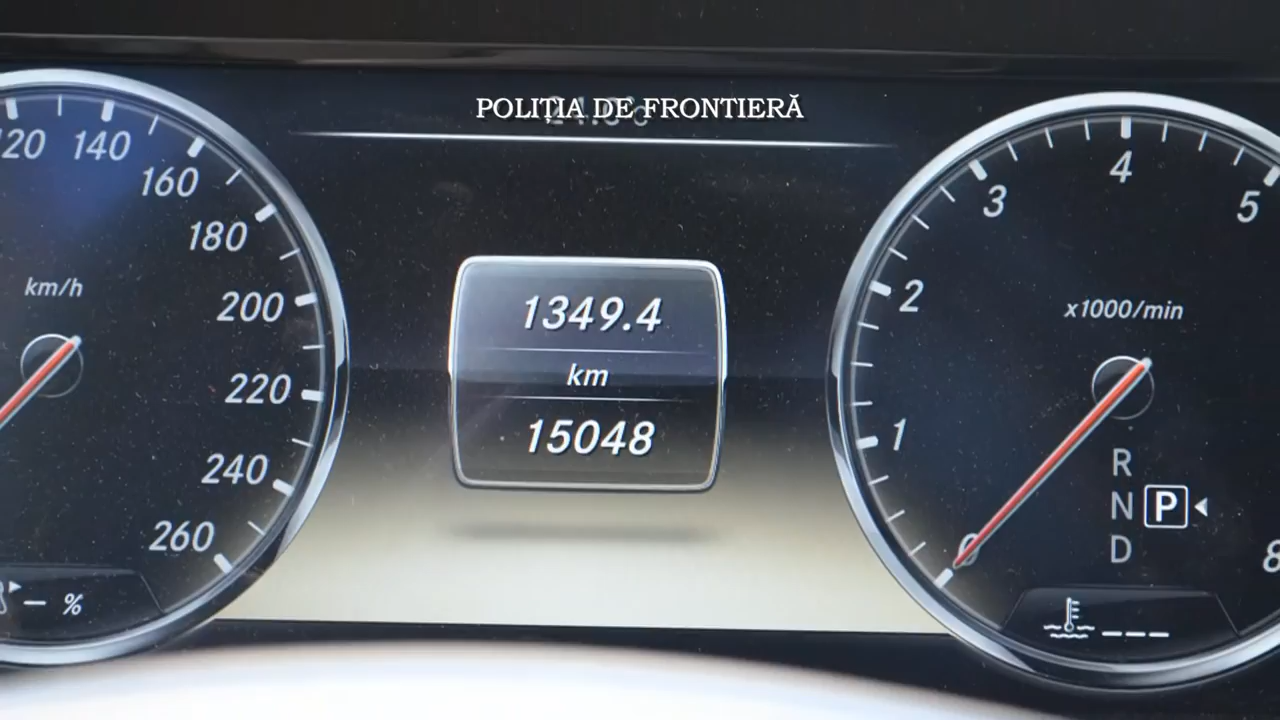 POLIȚIA DE FRONTIERĂ
120 140 160 180 200 220 240 260
km/h
%
1349.4
km
15048
1 2 3 4 5 8
x1000/min
R
N P
D
0
---